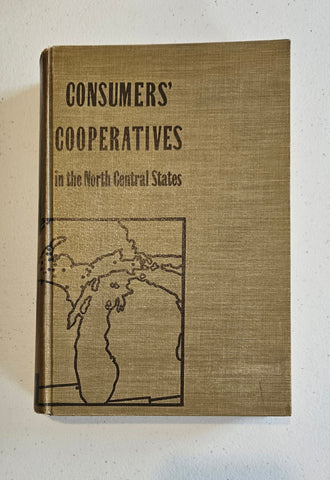 CONSUMERS'
COOPERATIVES
in the North Central States